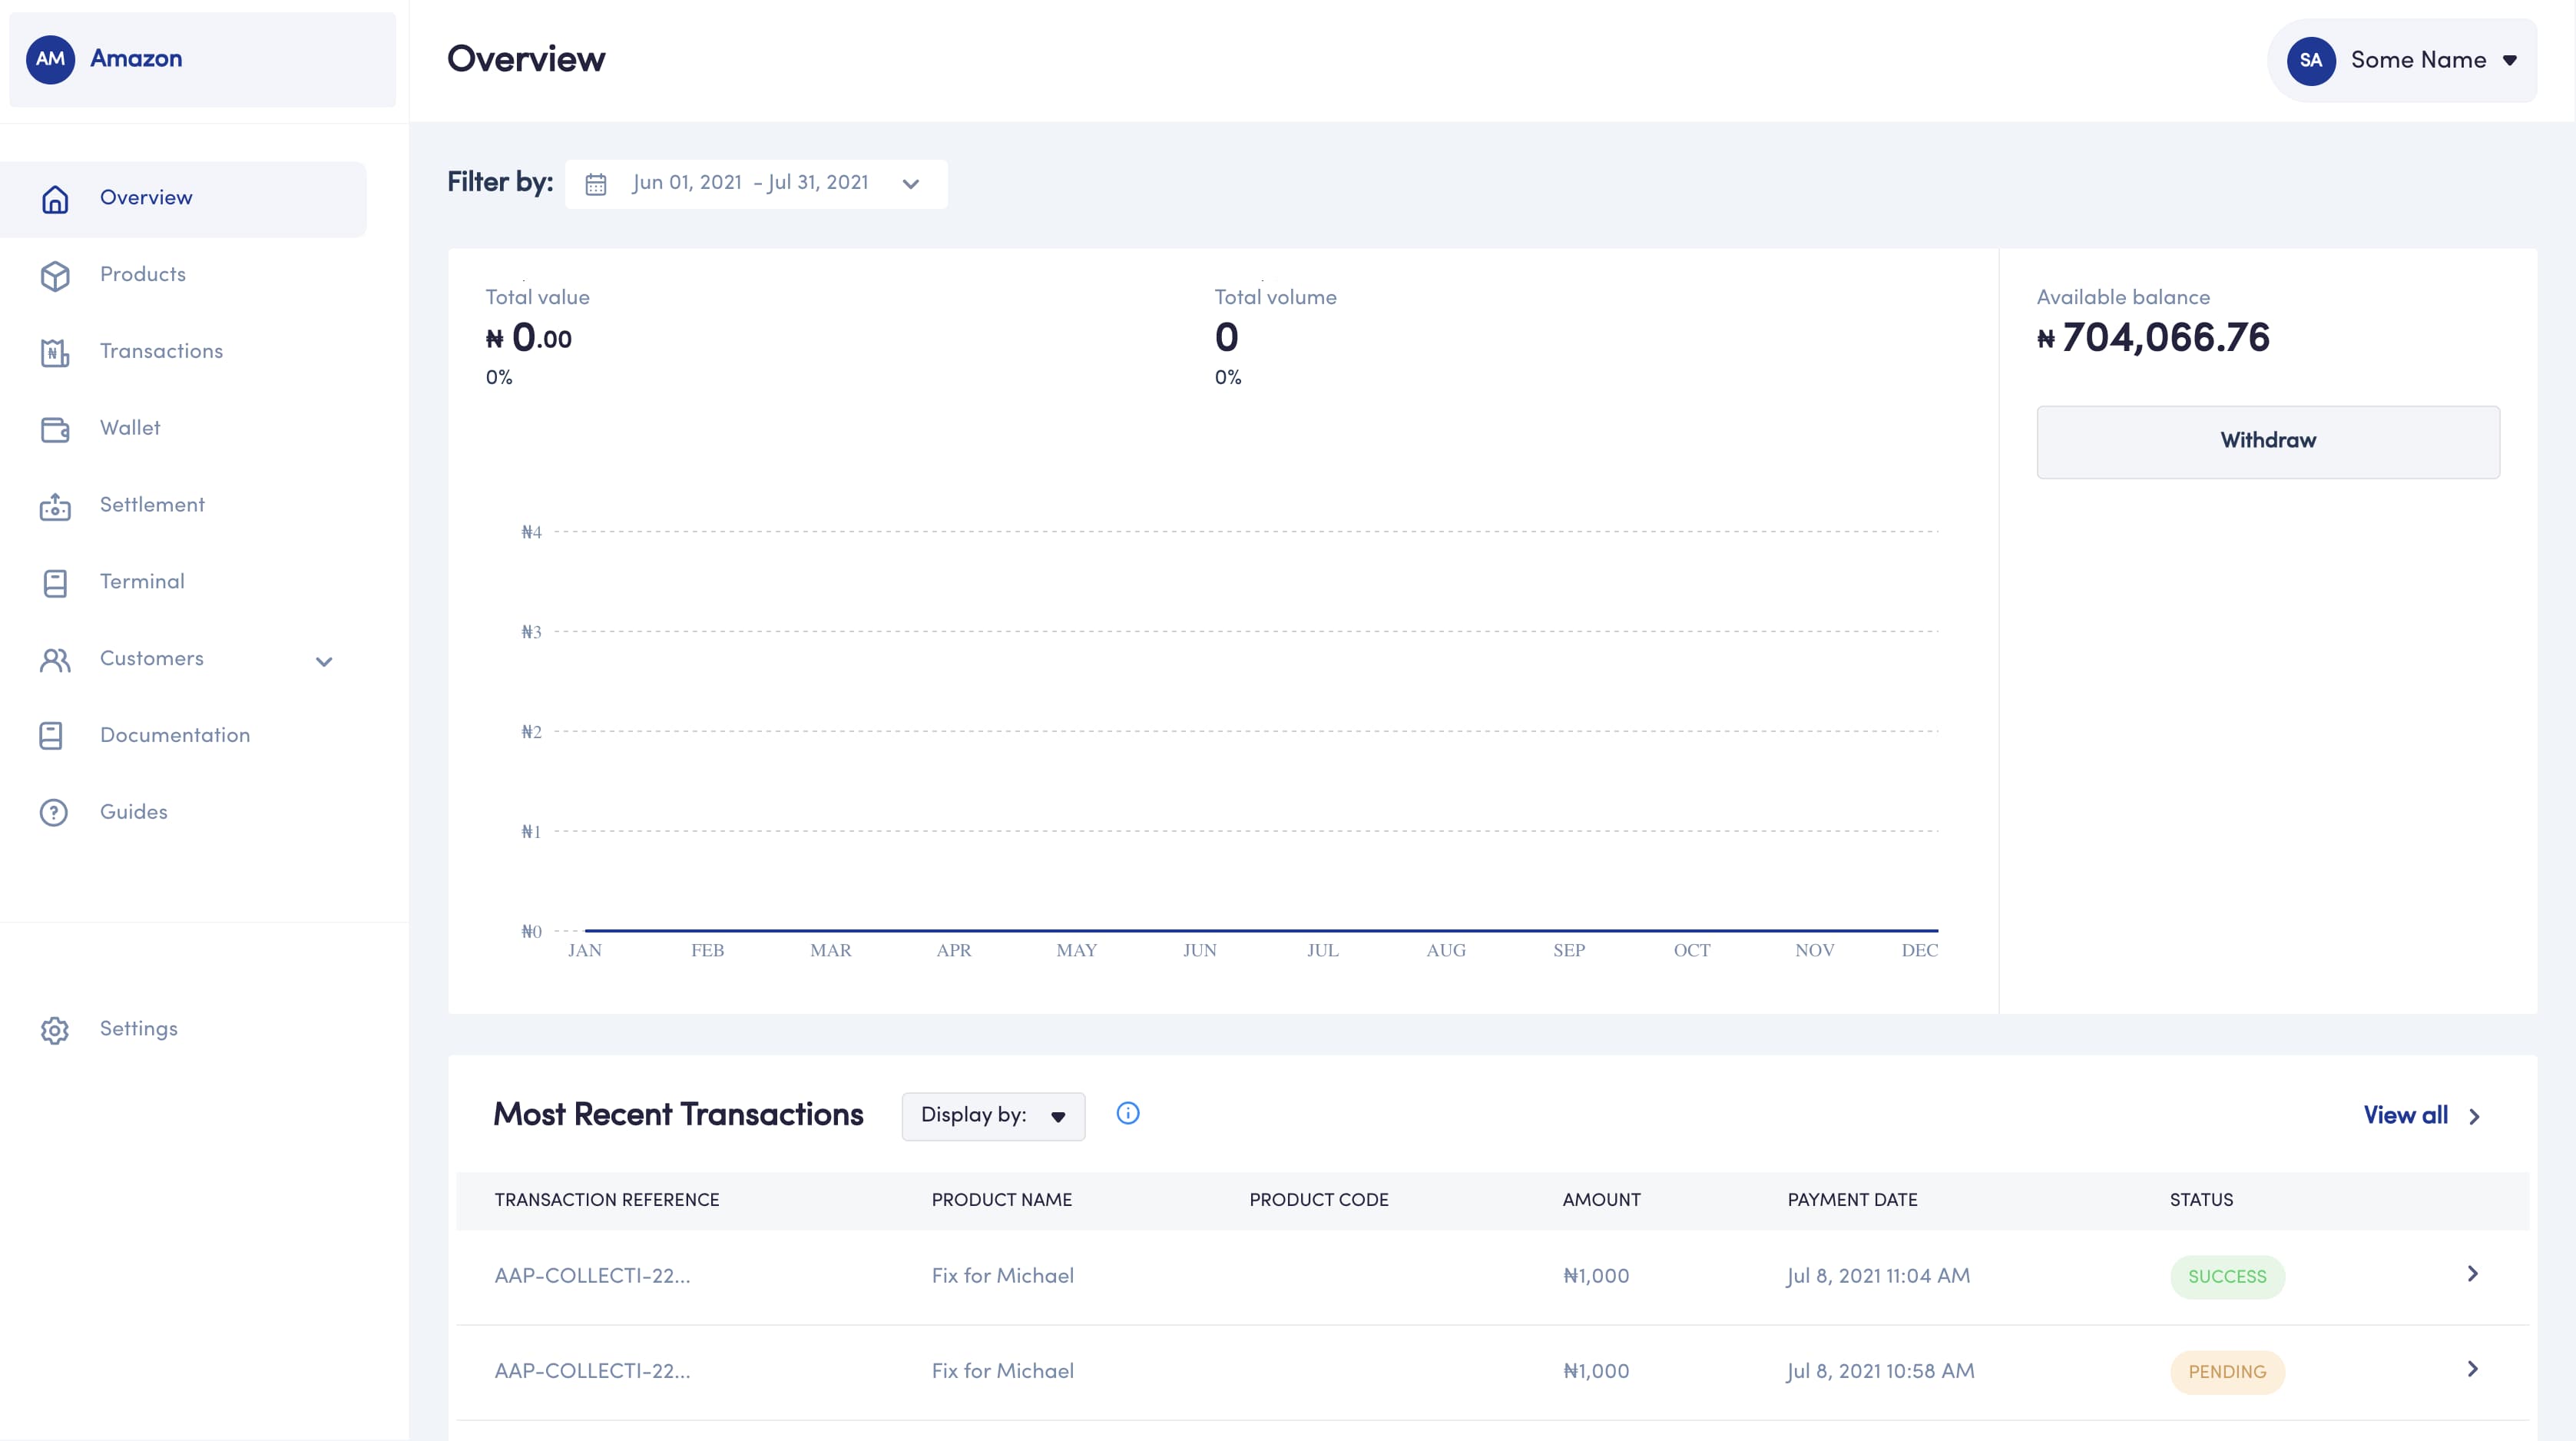 AM Amazon
Overview
SA Some Name
Overview
Products
Transactions
Wallet
Settlement
Terminal
Customers
Documentation
Guides
Settings
Filter by: Jun 01, 2021 - Jul 31, 2021
Total value
₦ 0.00
0%
Total volume
0
0%
Available balance
₦ 704,066.76
Withdraw
₦4
₦3
₦2
₦1
₦0
JAN FEB MAR APR MAY JUN JUL AUG SEP OCT NOV DEC
Most Recent Transactions Display by: View all
TRANSACTION REFERENCE PRODUCT NAME PRODUCT CODE AMOUNT PAYMENT DATE STATUS
AAP-COLLECTI-22... Fix for Michael ₦1,000 Jul 8, 2021 11:04 AM SUCCESS
AAP-COLLECTI-22... Fix for Michael ₦1,000 Jul 8, 2021 10:58 AM PENDING